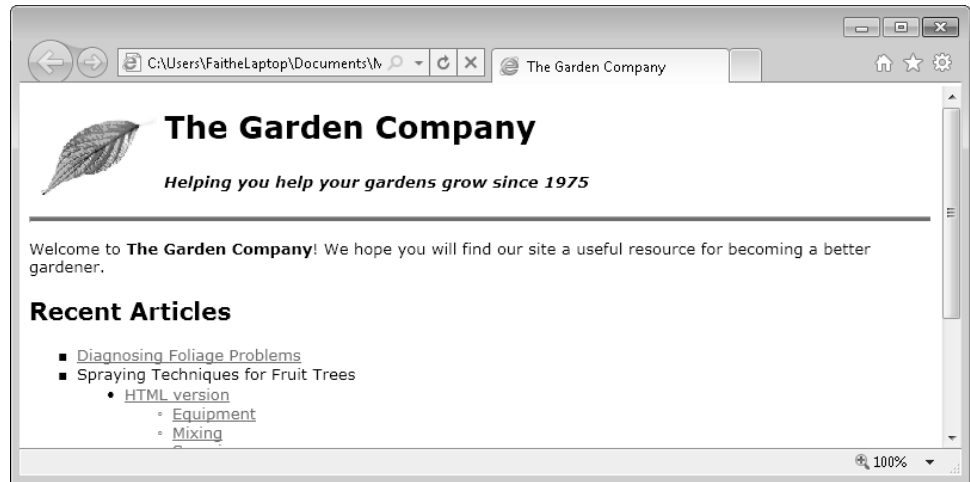 C:\Users\FaitheLaptop\Documents\M
The Garden Company
The Garden Company
Helping you help your gardens grow since 1975
Welcome to The Garden Company! We hope you will find our site a useful resource for becoming a better
gardener.
Recent Articles
Diagnosing Foliage Problems
Spraying Techniques for Fruit Trees
HTML version
Equipment
Mixing
100%